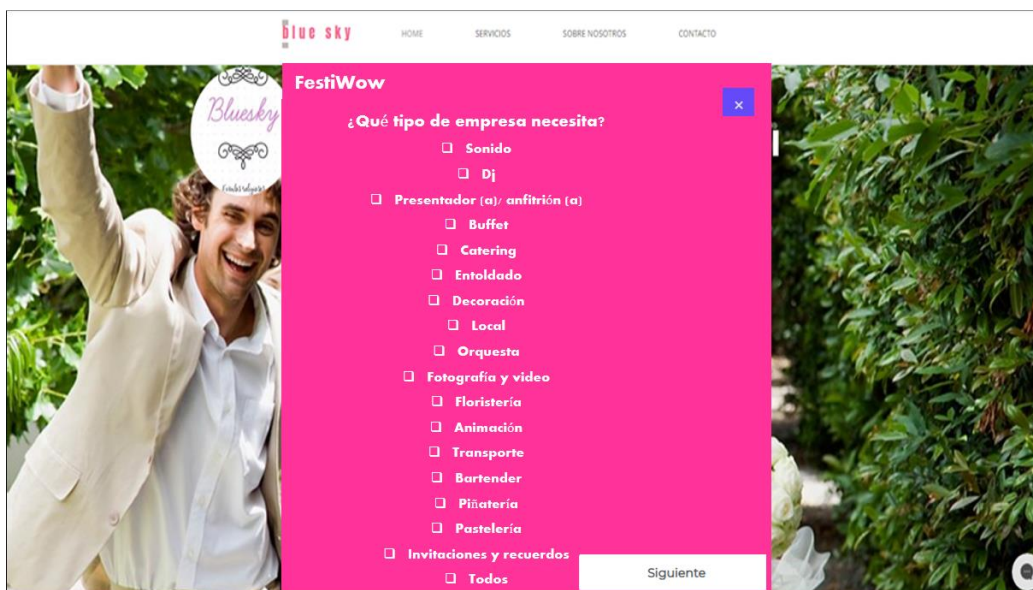 blue sky
HOME
SERVICIOS
SOBRE NOSOTROS
CONTACTO
Bluesky
FestiWow
×
¿Qué tipo de empresa necesita?
❑ Sonido
❑ Dj
❑ Presentador (a)/ anfitrión (a)
❑ Buffet
❑ Catering
❑ Entoldado
❑ Decoración
❑ Local
❑ Orquesta
❑ Fotografía y video
❑ Floristería
❑ Animación
❑ Transporte
❑ Bartender
❑ Piñatería
❑ Pastelería
❑ Invitaciones y recuerdos
❑ Todos
Siguiente